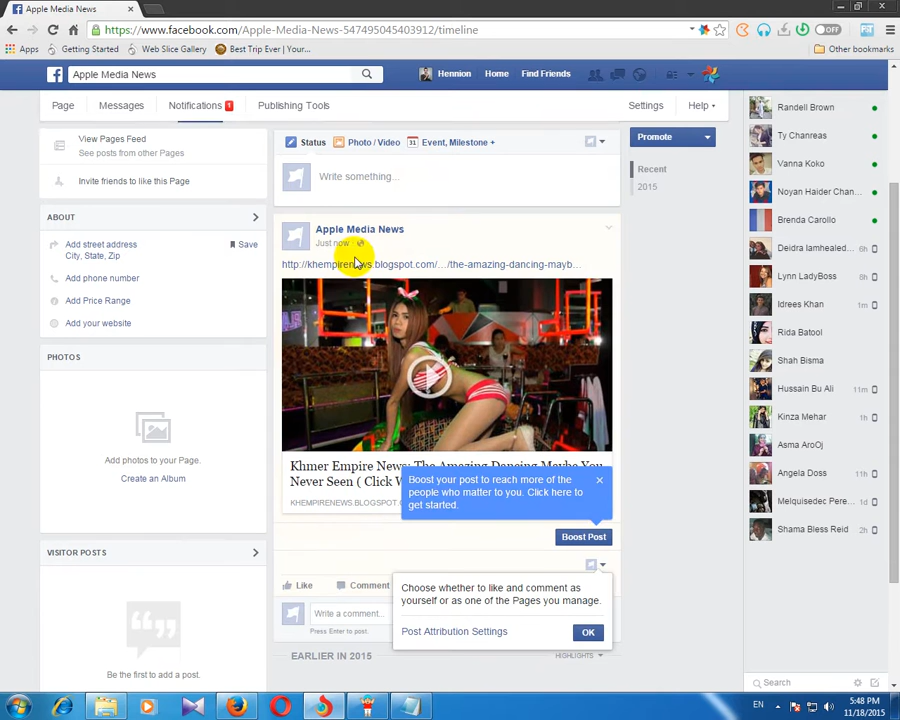 Apple Media News
https://www.facebook.com/Apple-Media-News-547495045403912/timeline
Apps
Getting Started
Web Slice Gallery
Best Trip Ever | Your...
Other bookmarks
OFF
Apple Media News
Hennion
Home
Find Friends
Page
Messages
Notifications 1
Publishing Tools
Settings
Help
View Pages Feed
See posts from other Pages
Invite friends to like this Page
ABOUT
Add street address
City, State, Zip
Save
Add phone number
Add Price Range
Add your website
PHOTOS
Add photos to your Page.
Create an Album
VISITOR POSTS
Be the first to add a post.
Status
Photo / Video
31
Event, Milestone +
Write something...
Apple Media News
Just now
http://khempirenews.blogspot.com/.../the-amazing-dancing-mayb...
Khmer Empire News: The Amazing Dancing Maybe You
Never Seen ( Click W
KHEMPIRENEWS.BLOGSPOT.
Boost your post to reach more of the
people who matter to you. Click here to
get started.
Boost Post
Like
Comment
Choose whether to like and comment as
yourself or as one of the Pages you manage.
Post Attribution Settings
OK
Write a comment...
Press Enter to post.
EARLIER IN 2015
HIGHLIGHTS
Promote
Recent
2015
Randell Brown
Ty Chanreas
Vanna Koko
Noyan Haider Chan...
Brenda Carollo
Deidra Iamhealed...
6h
Lynn LadyBoss
8h
Idrees Khan
2m
Rida Batool
Shah Bisma
Hussain Bu Ali
11m
Kinza Mehar
1h
Asma AroOj
Angela Doss
11h
Melquisedec Pere...
1d
Shama Bless Reid
2m
Search
EN
5:48 PM
11/18/2015